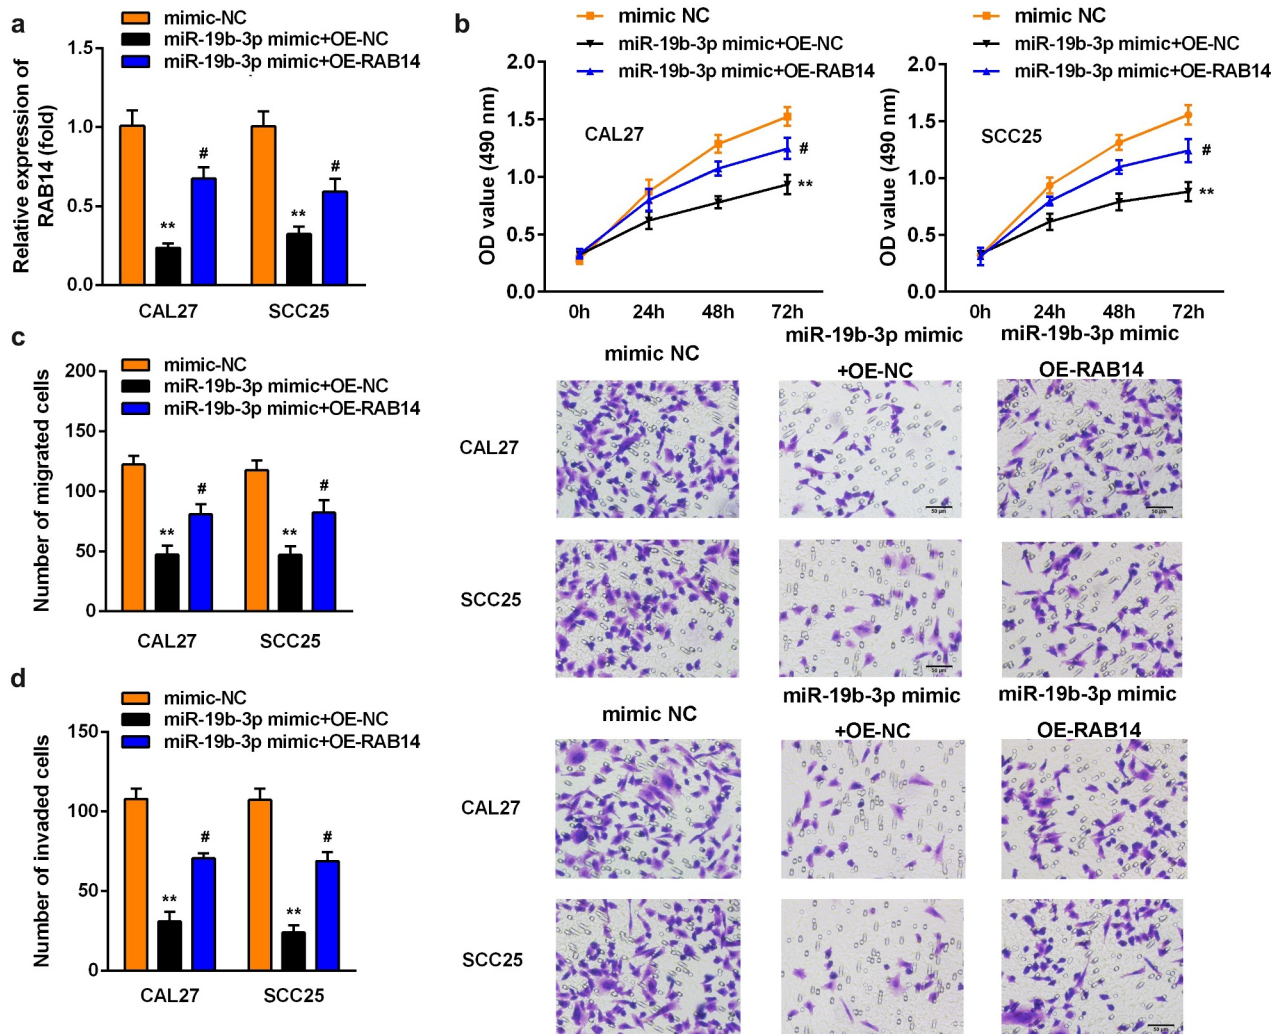 a
mimic-NC
miR-19b-3p mimic+OE-NC
miR-19b-3p mimic+OE-RAB14
Relative expression of
RAB14 (fold)
1.5
1.0
0.5
0.0
**
#
**
#
CAL27
SCC25
b
mimic NC
miR-19b-3p mimic+OE-NC
miR-19b-3p mimic+OE-RAB14
OD value (490 nm)
2.0
1.5
1.0
0.5
0.0
CAL27
#
**
0h
24h
48h
72h
mimic NC
miR-19b-3p mimic+OE-NC
miR-19b-3p mimic+OE-RAB14
OD value (490 nm)
2.0
1.5
1.0
0.5
0.0
SCC25
#
**
0h
24h
48h
72h
c
mimic-NC
miR-19b-3p mimic+OE-NC
miR-19b-3p mimic+OE-RAB14
Number of migrated cells
200
150
100
50
0
**
#
**
#
CAL27
SCC25
mimic NC
miR-19b-3p mimic
+OE-NC
miR-19b-3p mimic
OE-RAB14
CAL27
50 μm
50 μm
SCC25
50 μm
d
mimic-NC
miR-19b-3p mimic+OE-NC
miR-19b-3p mimic+OE-RAB14
Number of invaded cells
150
100
50
0
**
#
**
#
CAL27
SCC25
mimic NC
miR-19b-3p mimic
+OE-NC
miR-19b-3p mimic
OE-RAB14
CAL27
SCC25
50 μm